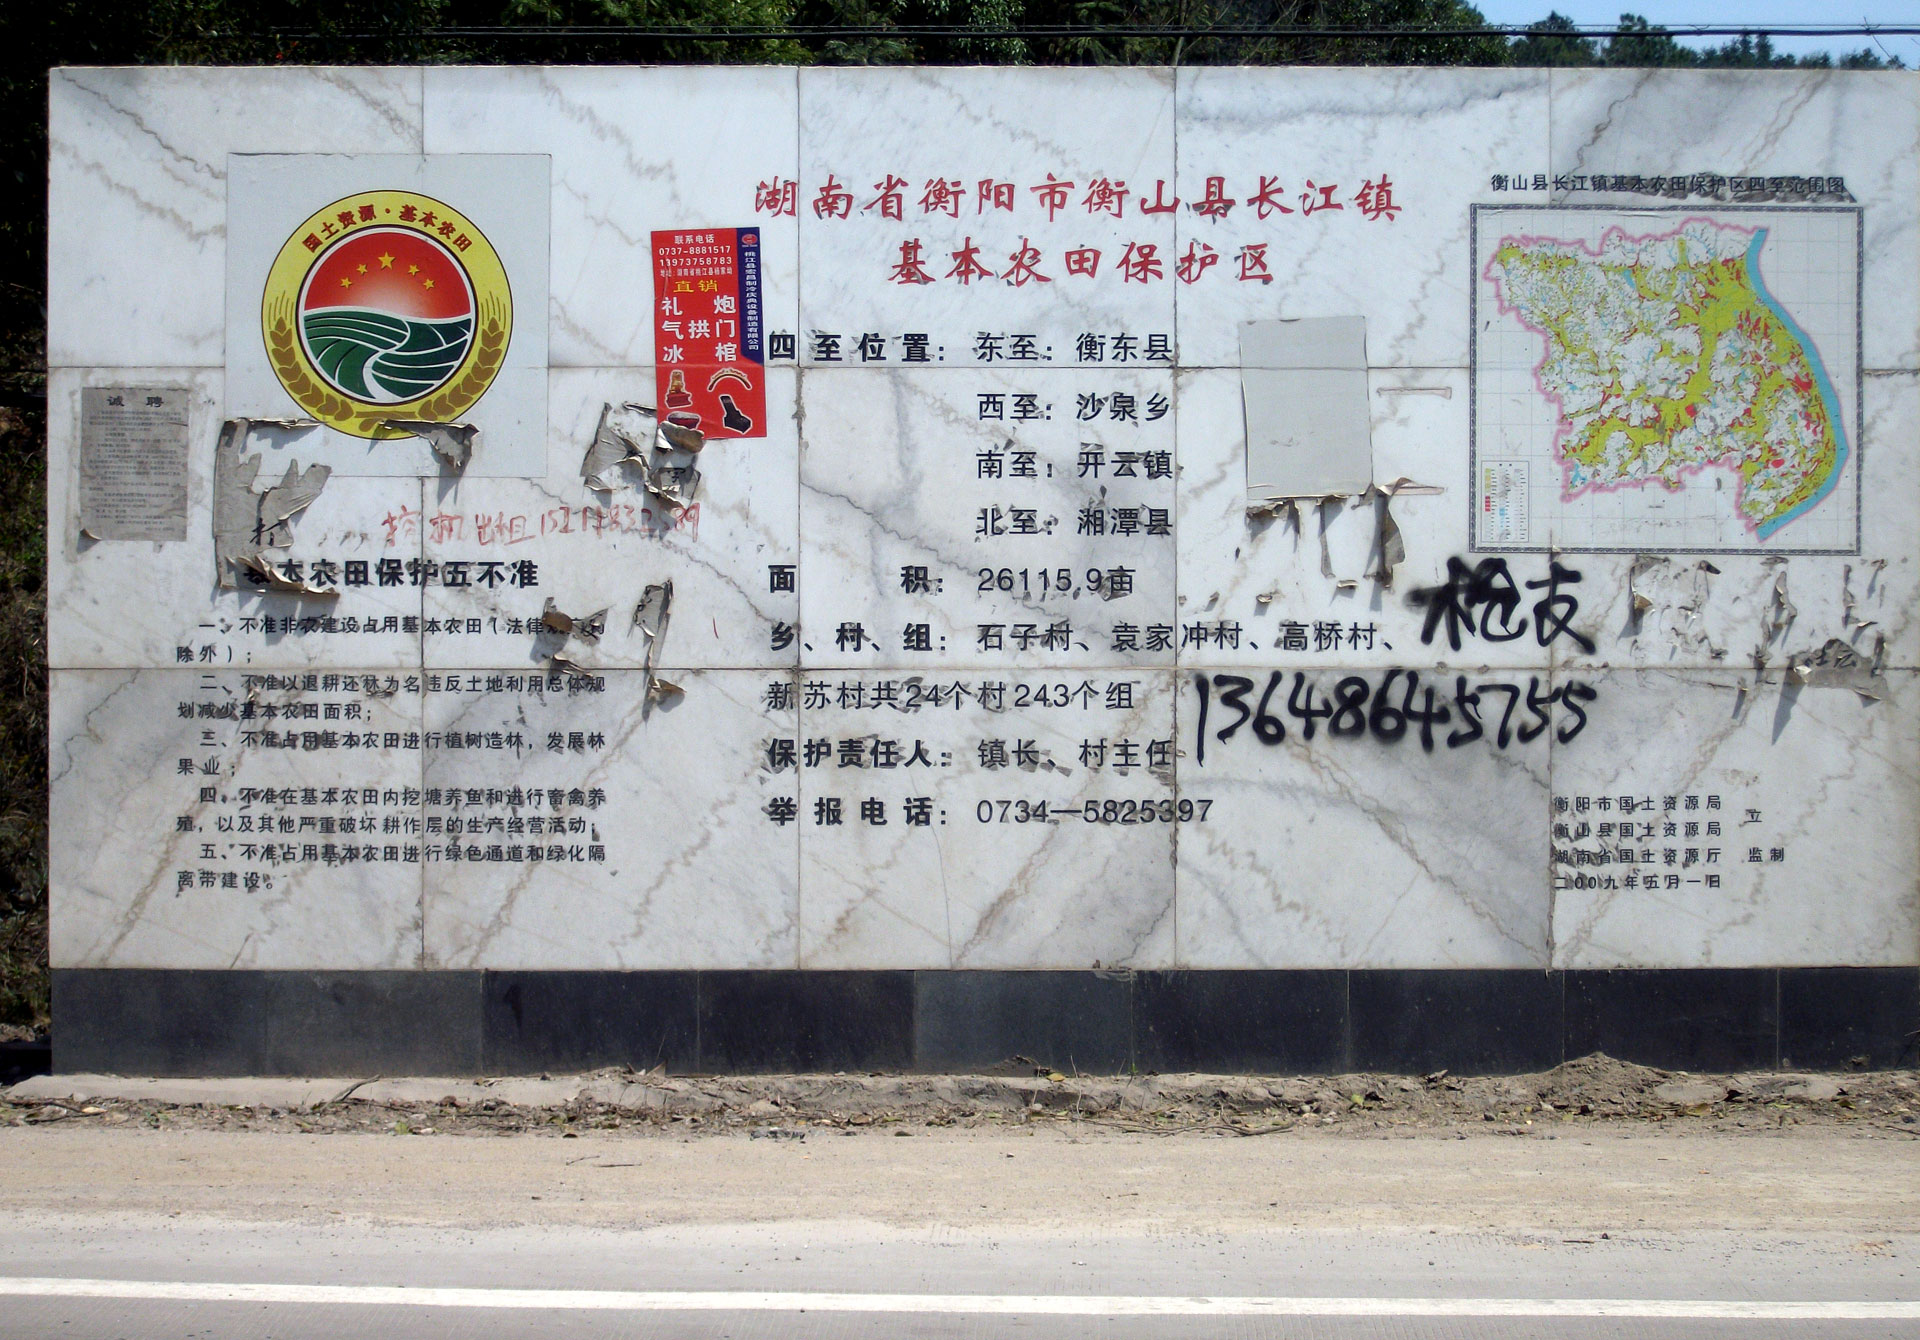 国土资源·基本农田
诚 聘
联系电话
0737-8881517
13973758783
直销
礼 炮
气拱门
冰 棺
挖机出租
基本农田保护五不准
一、不准非农建设占用基本农田(法律
除外);
二、不准以退耕还林为名违反土地利用总体规
划减少基本农田面积;
三、不准占用基本农田进行植树造林,发展林
果业;
四、不准在基本农田内挖塘养鱼和进行畜禽养
殖,以及其他严重破坏耕作层的生产经营活动;
五、不准占用基本农田进行绿色通道和绿化隔
离带建设。
湖南省衡阳市衡山县长江镇
基本农田保护区
四至位置: 东至: 衡东县
西至: 沙泉乡
南至: 开云镇
北至: 湘潭县
面 积: 26115.9亩
乡、村、组: 石子村、袁家冲村、高桥村、
新苏村共24个村243个组
保护责任人: 镇长、村主任
举报电话: 0734—5825397
枪支
13648645755
衡山县长江镇基本农田保护区四至范围图
衡阳市国土资源局
衡山县国土资源局 立
湖南省国土资源厅 监制
二00九年五月一日